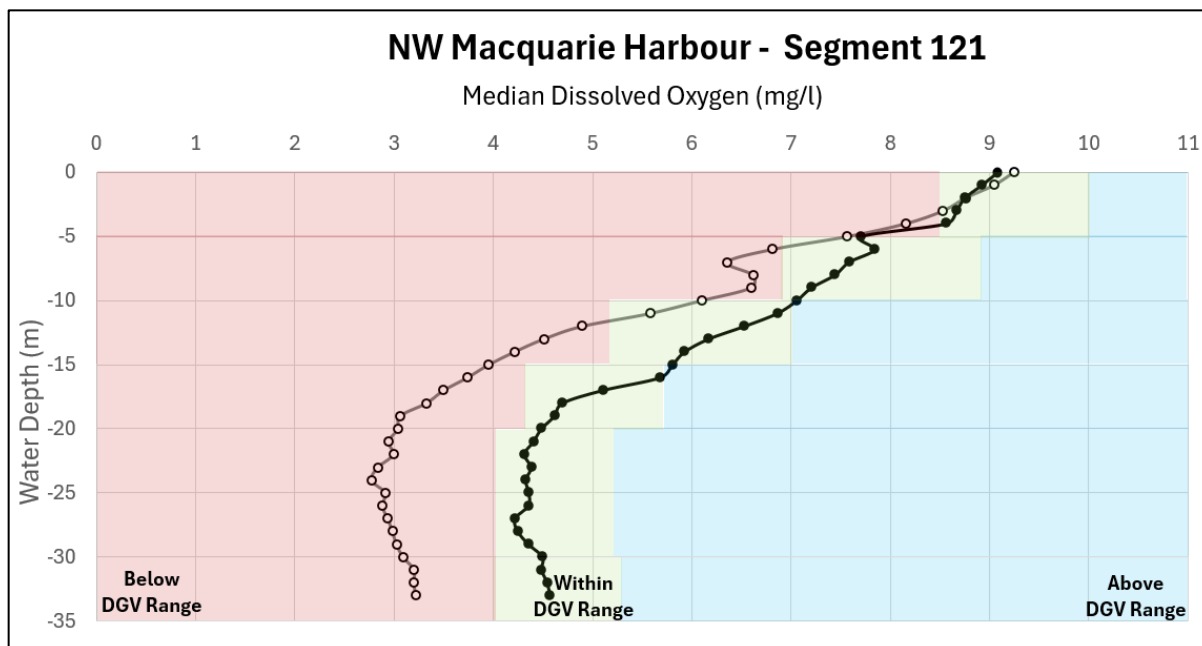 NW Macquarie Harbour - Segment 121
Median Dissolved Oxygen (mg/l)
0 1 2 3 4 5 6 7 8 9 10 11
0
-5
-10
-15
-20
-25
-30
-35
Water Depth (m)
Below
DGV Range
Within
DGV Range
Above
DGV Range